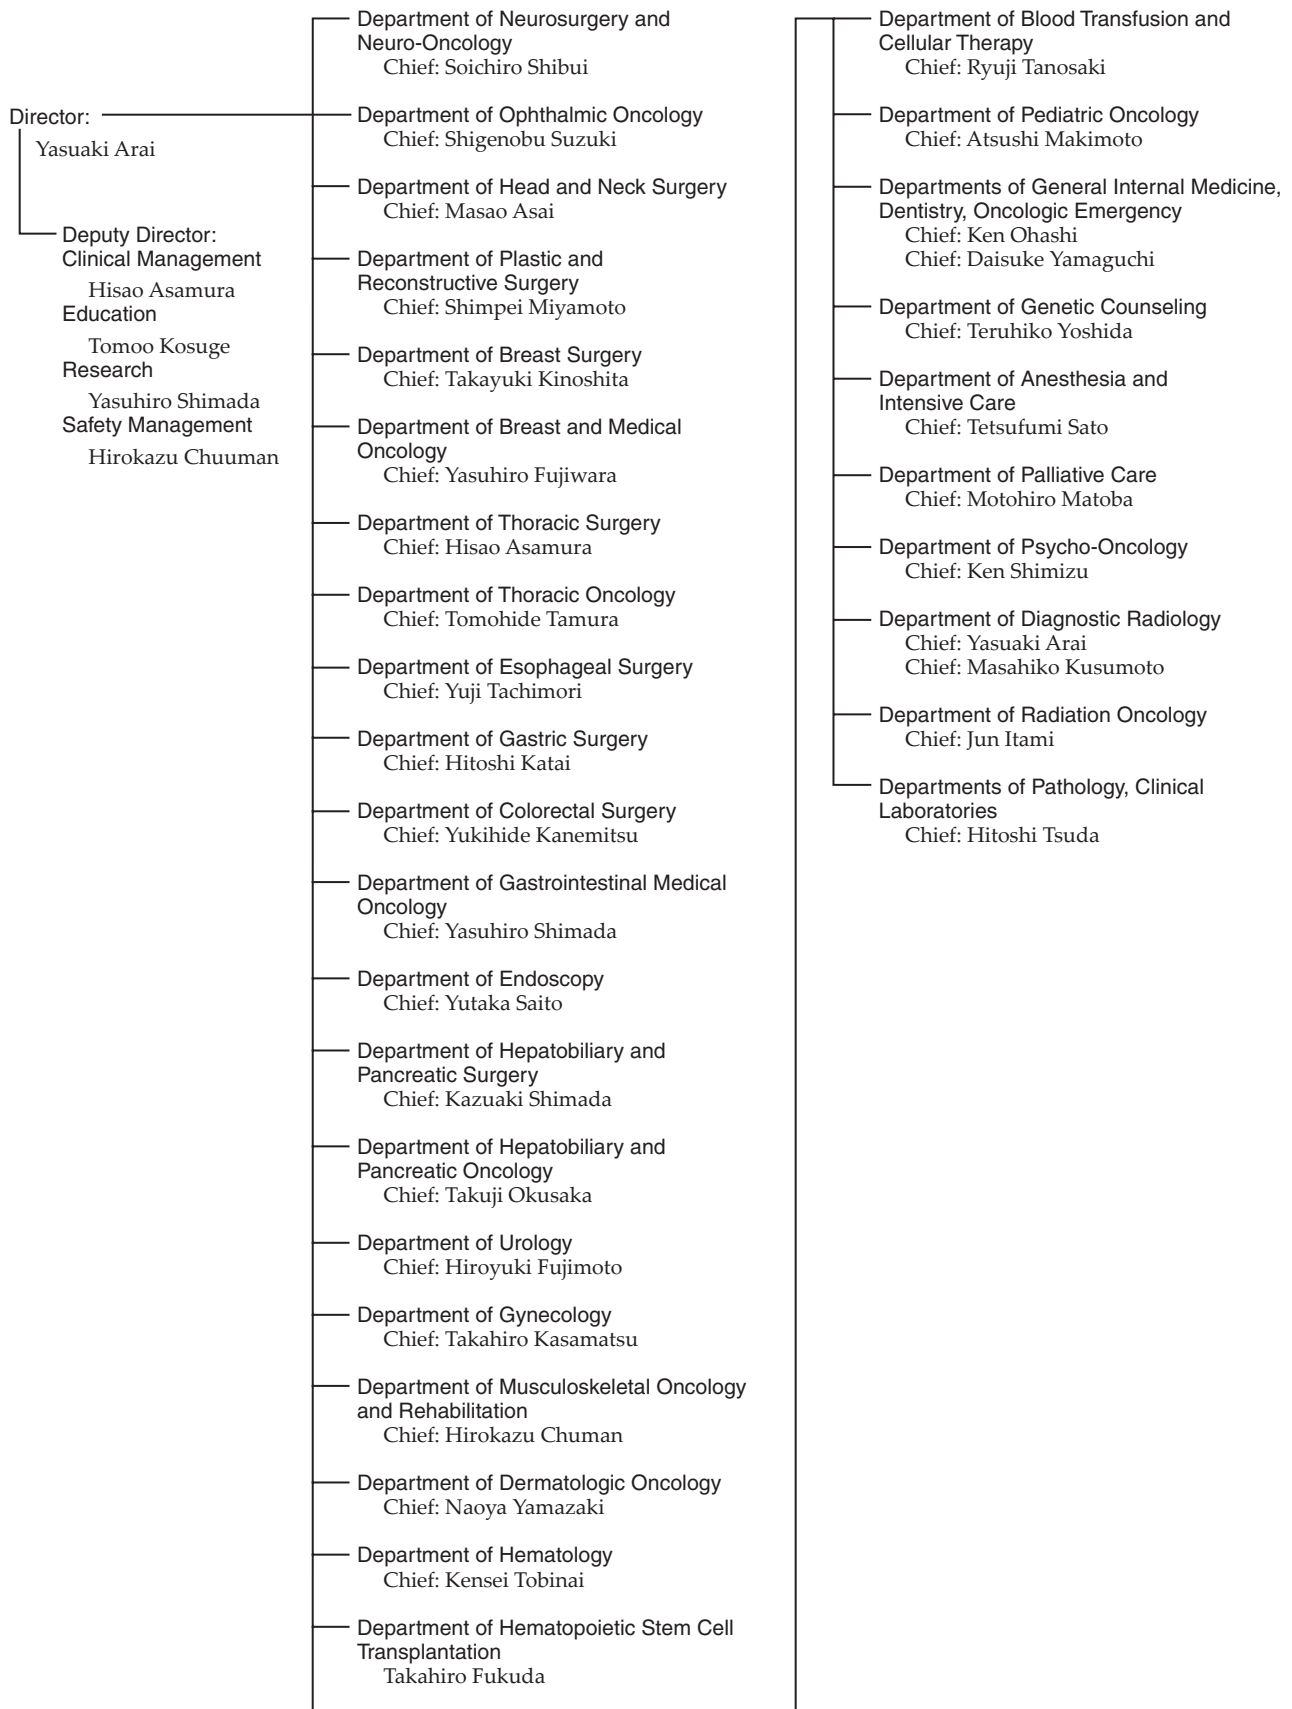 Director:
Yasuaki Arai
Deputy Director:
Clinical Management
Hisao Asamura
Education
Tomoo Kosuge
Research
Yasuhiro Shimada
Safety Management
Hirokazu Chuuman
Department of Neurosurgery and
Neuro-Oncology
Chief: Soichiro Shibui
Department of Ophthalmic Oncology
Chief: Shigenobu Suzuki
Department of Head and Neck Surgery
Chief: Masao Asai
Department of Plastic and
Reconstructive Surgery
Chief: Shimpei Miyamoto
Department of Breast Surgery
Chief: Takayuki Kinoshita
Department of Breast and Medical
Oncology
Chief: Yasuhiro Fujiwara
Department of Thoracic Surgery
Chief: Hisao Asamura
Department of Thoracic Oncology
Chief: Tomohide Tamura
Department of Esophageal Surgery
Chief: Yuji Tachimori
Department of Gastric Surgery
Chief: Hitoshi Katai
Department of Colorectal Surgery
Chief: Yukihide Kanemitsu
Department of Gastrointestinal Medical
Oncology
Chief: Yasuhiro Shimada
Department of Endoscopy
Chief: Yutaka Saito
Department of Hepatobiliary and
Pancreatic Surgery
Chief: Kazuaki Shimada
Department of Hepatobiliary and
Pancreatic Oncology
Chief: Takuji Okusaka
Department of Urology
Chief: Hiroyuki Fujimoto
Department of Gynecology
Chief: Takahiro Kasamatsu
Department of Musculoskeletal Oncology
and Rehabilitation
Chief: Hirokazu Chuman
Department of Dermatologic Oncology
Chief: Naoya Yamazaki
Department of Hematology
Chief: Kensei Tobinai
Department of Hematopoietic Stem Cell
Transplantation
Takahiro Fukuda
Department of Blood Transfusion and
Cellular Therapy
Chief: Ryuji Tanosaki
Department of Pediatric Oncology
Chief: Atsushi Makimoto
Departments of General Internal Medicine,
Dentistry, Oncologic Emergency
Chief: Ken Ohashi
Chief: Daisuke Yamaguchi
Department of Genetic Counseling
Chief: Teruhiko Yoshida
Department of Anesthesia and
Intensive Care
Chief: Tetsufumi Sato
Department of Palliative Care
Chief: Motohiro Matoba
Department of Psycho-Oncology
Chief: Ken Shimizu
Department of Diagnostic Radiology
Chief: Yasuaki Arai
Chief: Masahiko Kusumoto
Department of Radiation Oncology
Chief: Jun Itami
Departments of Pathology, Clinical
Laboratories
Chief: Hitoshi Tsuda